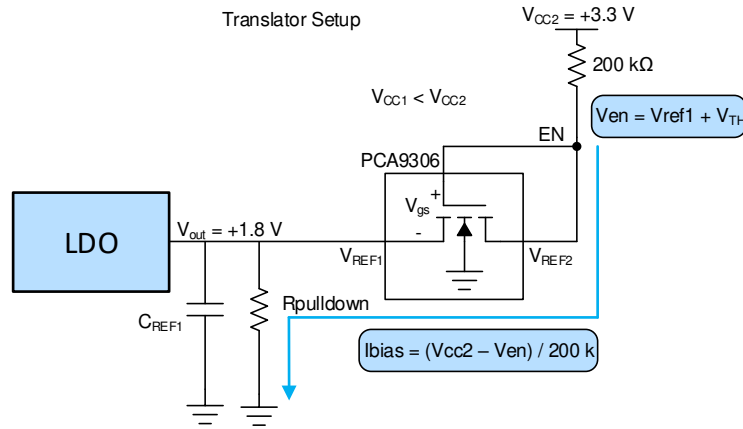 Translator Setup
VCC2 = +3.3 V
200 kΩ
VCC1 < VCC2
Ven = Vref1 + VTH
EN
PCA9306
+
Vgs
-
LDO
Vout = +1.8 V
VREF1
VREF2
CREF1
Rpulldown
Ibias = (Vcc2 – Ven) / 200 k